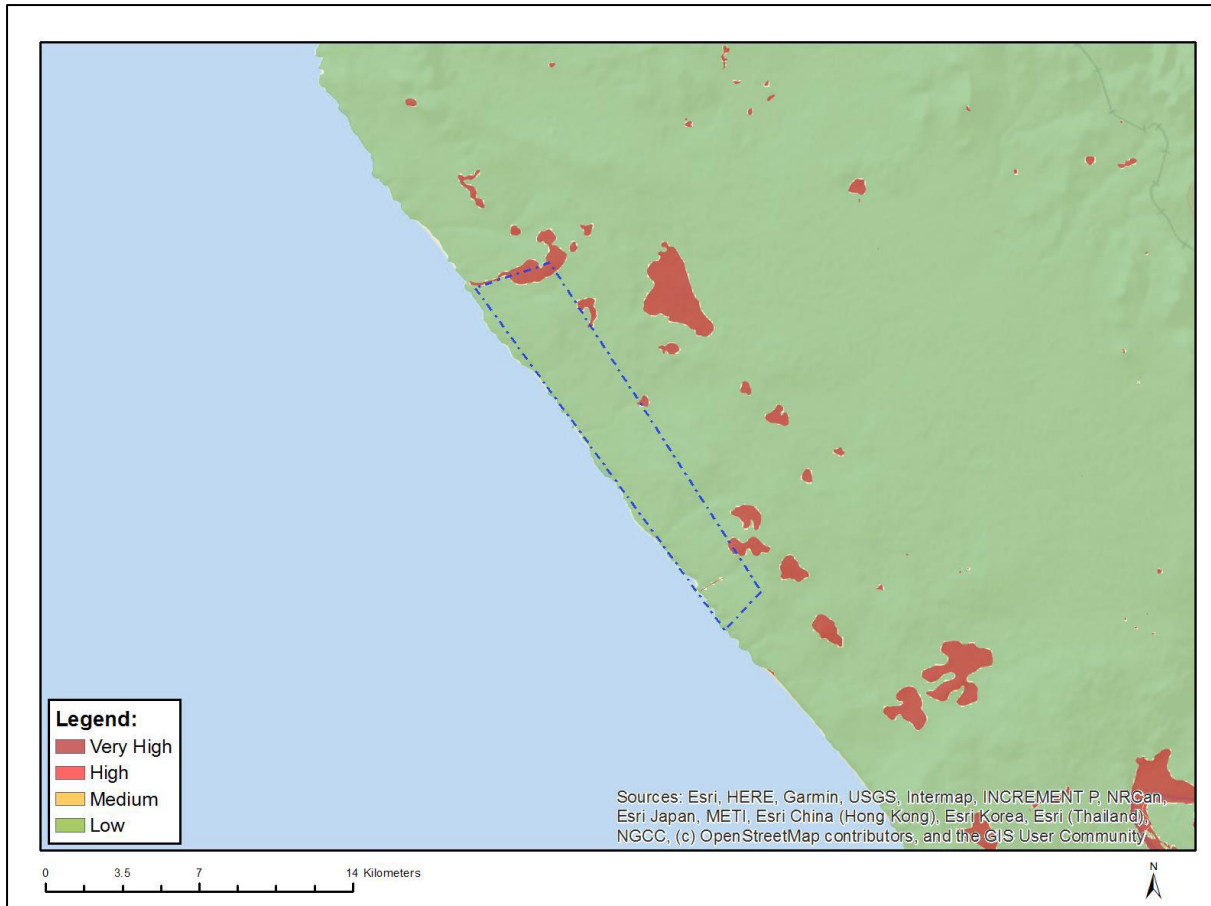 Legend:
Very High
High
Medium
Low
Sources: Esri, HERE, Garmin, USGS, Intermap, INCREMENT P, NRCan,
Esri Japan, METI, Esri China (Hong Kong), Esri Korea, Esri (Thailand),
NGCC, (c) OpenStreetMap contributors, and the GIS User Community
0 3.5 7 14 Kilometers
N